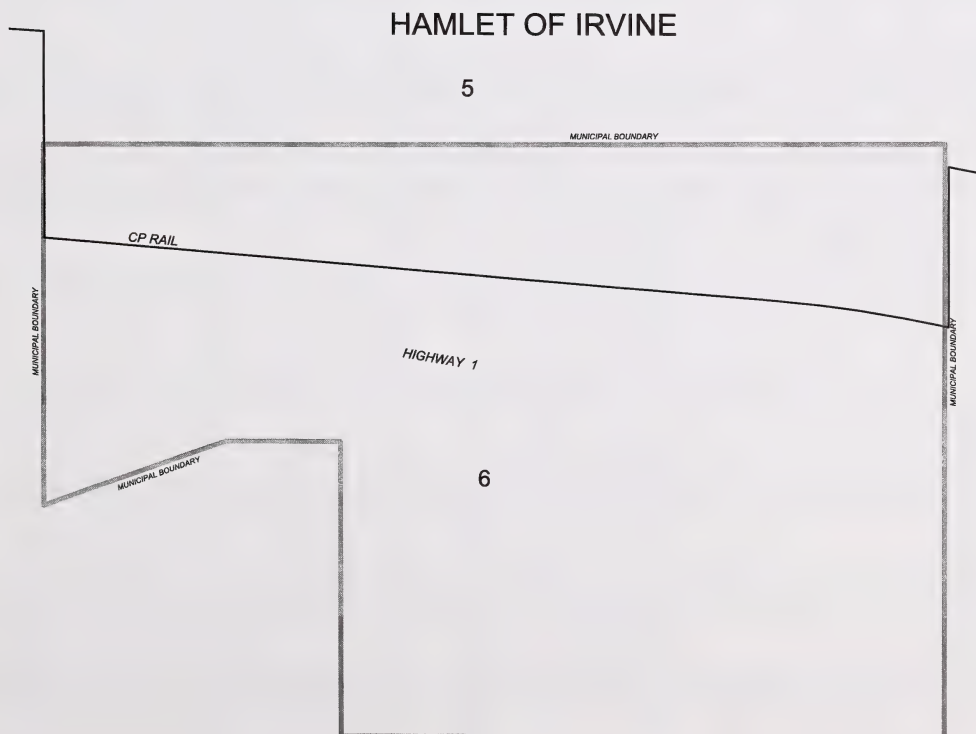 HAMLET OF IRVINE
5
MUNICIPAL BOUNDARY
CP RAIL
MUNICIPAL BOUNDARY
MUNICIPAL BOUNDARY
HIGHWAY 1
MUNICIPAL BOUNDARY
6